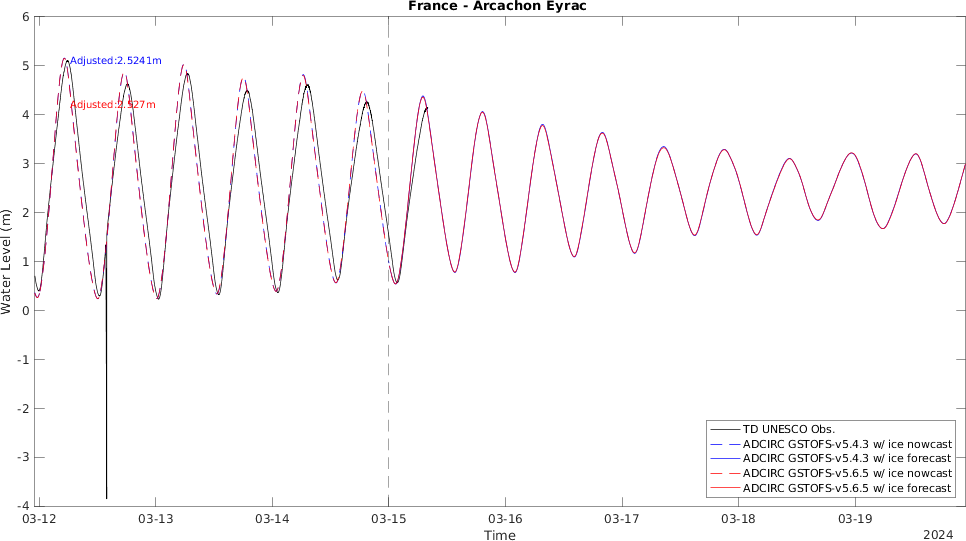 France - Arcachon Eyrac
6
5
4
3
2
1
0
-1
-2
-3
-4
Water Level (m)
Adjusted:2.5241m
Adjusted:2.527m
TD UNESCO Obs.
ADCIRC GSTOFS-v5.4.3 w/ ice nowcast
ADCIRC GSTOFS-v5.4.3 w/ ice forecast
ADCIRC GSTOFS-v5.6.5 w/ ice nowcast
ADCIRC GSTOFS-v5.6.5 w/ ice forecast
03-12 03-13 03-14 03-15 03-16 03-17 03-18 03-19
Time
2024